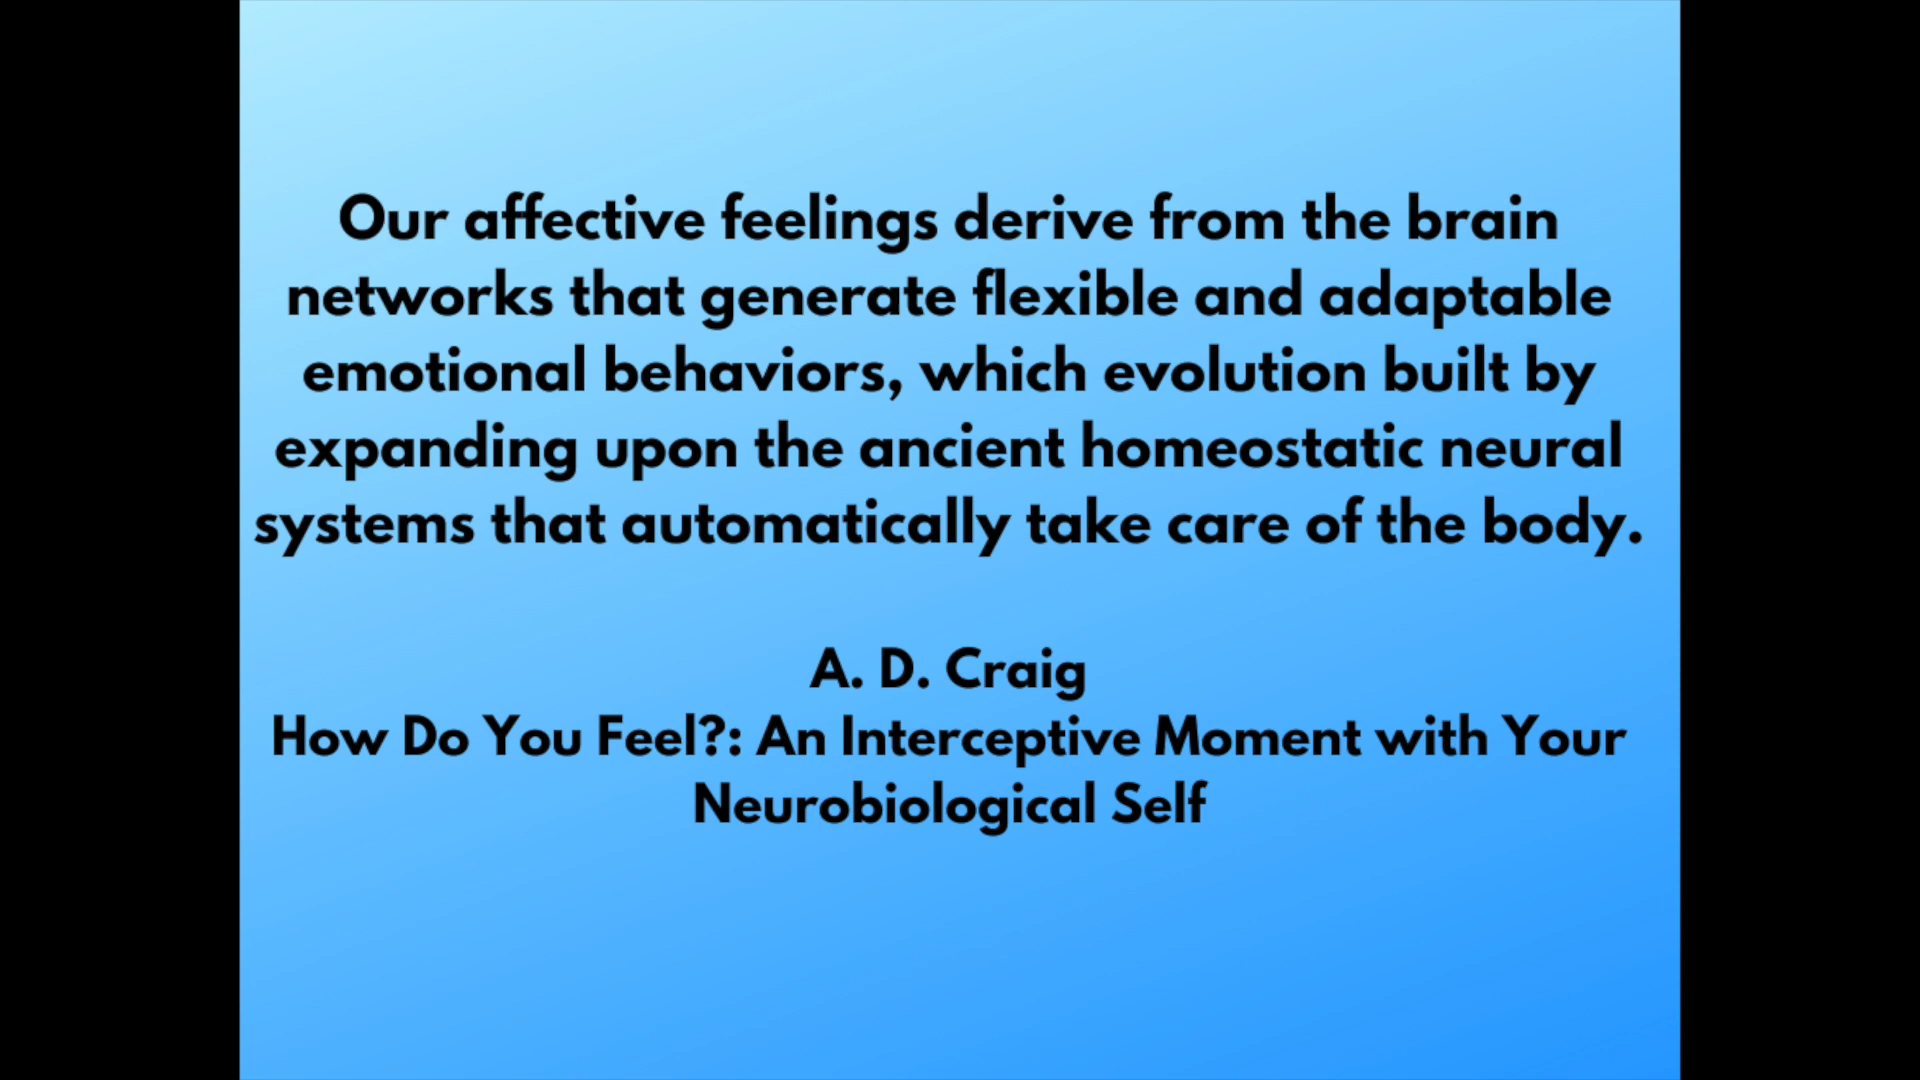 Our affective feelings derive from the brain
networks that generate flexible and adaptable
emotional behaviors, which evolution built by
expanding upon the ancient homeostatic neural
systems that automatically take care of the body.
A. D. Craig
How Do You Feel?: An Interceptive Moment with Your
Neurobiological Self